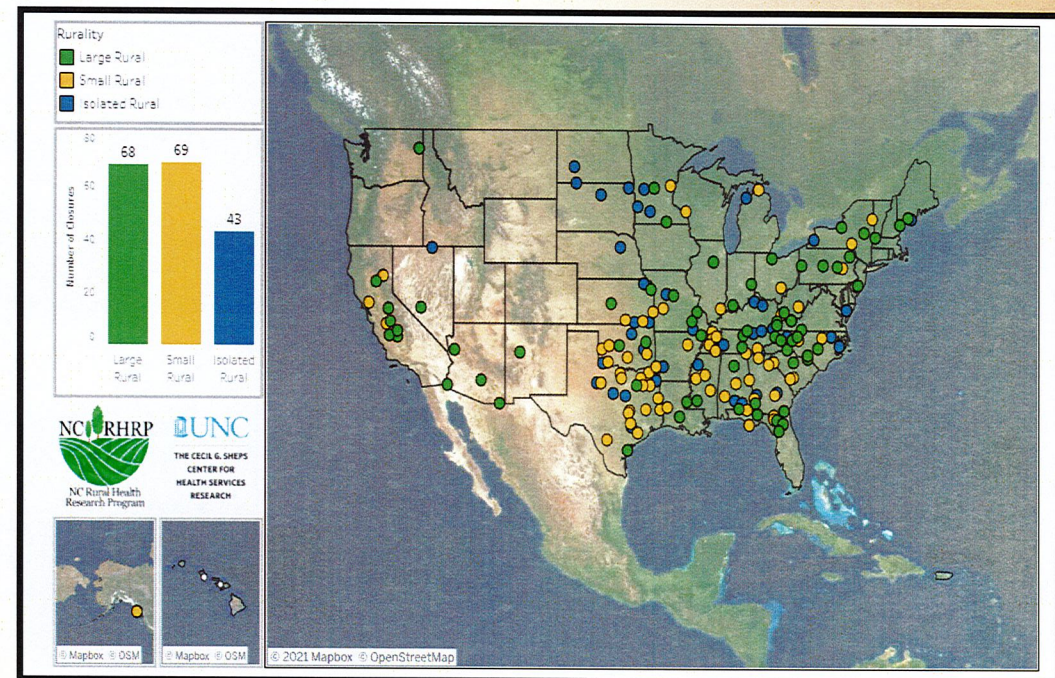 Rurality
Large Rural
Small Rural
Isolated Rural
Number of Closures
80
60
40
20
0
68
69
43
Large
Rural
Small
Rural
Isolated
Rural
NC RHRP
NC Rural Health
Research Program
UNC
THE CECIL G. SHEPS
CENTER FOR
HEALTH SERVICES
RESEARCH
© Mapbox © OSM
© Mapbox © OSM
© 2021 Mapbox © OpenStreetMap